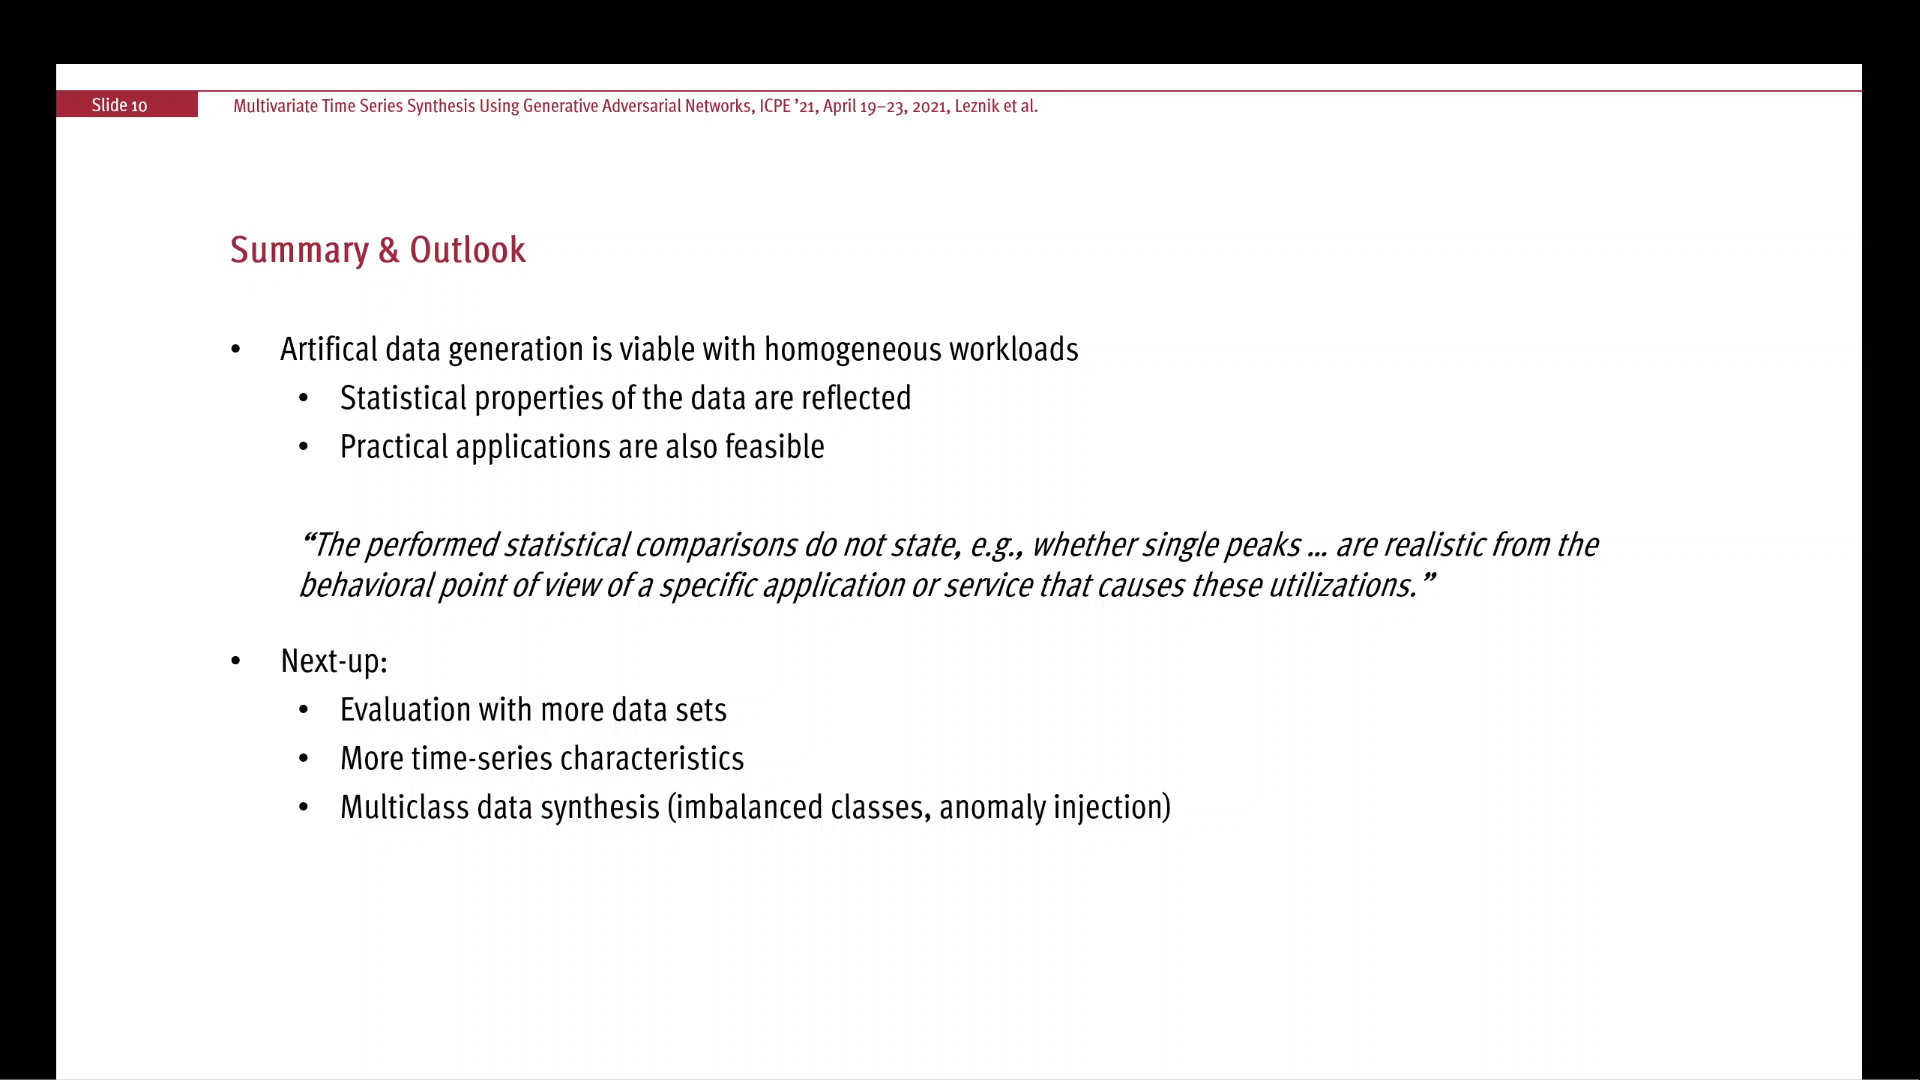 Slide 10
Multivariate Time Series Synthesis Using Generative Adversarial Networks, ICPE ’21, April 19–23, 2021, Leznik et al.
Summary & Outlook
• Artifical data generation is viable with homogeneous workloads
• Statistical properties of the data are reflected
• Practical applications are also feasible
“The performed statistical comparisons do not state, e.g., whether single peaks ... are realistic from the
behavioral point of view of a specific application or service that causes these utilizations.”
• Next-up:
• Evaluation with more data sets
• More time-series characteristics
• Multiclass data synthesis (imbalanced classes, anomaly injection)